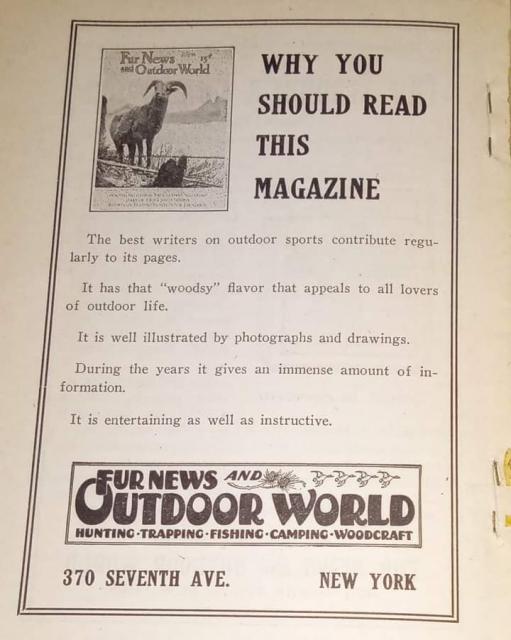 Fur News 15¢
and Outdoor World
WHY YOU
SHOULD READ
THIS
MAGAZINE
The best writers on outdoor sports contribute regu-
larly to its pages.
It has that "woodsy" flavor that appeals to all lovers
of outdoor life.
It is well illustrated by photographs and drawings.
During the years it gives an immense amount of in-
formation.
It is entertaining as well as instructive.
FUR NEWS AND
OUTDOOR WORLD
HUNTING·TRAPPING·FISHING·CAMPING·WOODCRAFT
370 SEVENTH AVE. NEW YORK